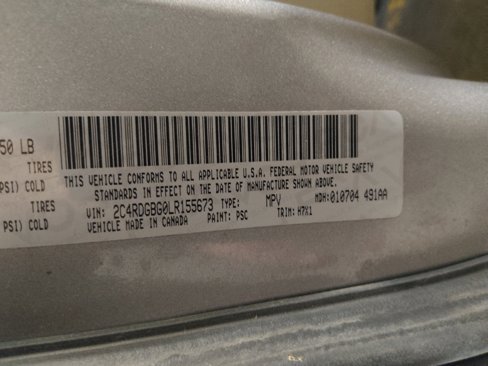 50 LB
TIRES
PSI) COLD
TIRES
PSI) COLD
THIS VEHICLE CONFORMS TO ALL APPLICABLE U.S.A. FEDERAL MOTOR VEHICLE SAFETY
STANDARDS IN EFFECT ON THE DATE OF MANUFACTURE SHOWN ABOVE.
VIN: 2C4RDGBG0LR155673 TYPE: MPV MDH:010704 491AA
VEHICLE MADE IN CANADA PAINT: PSC TRIM: H7X1